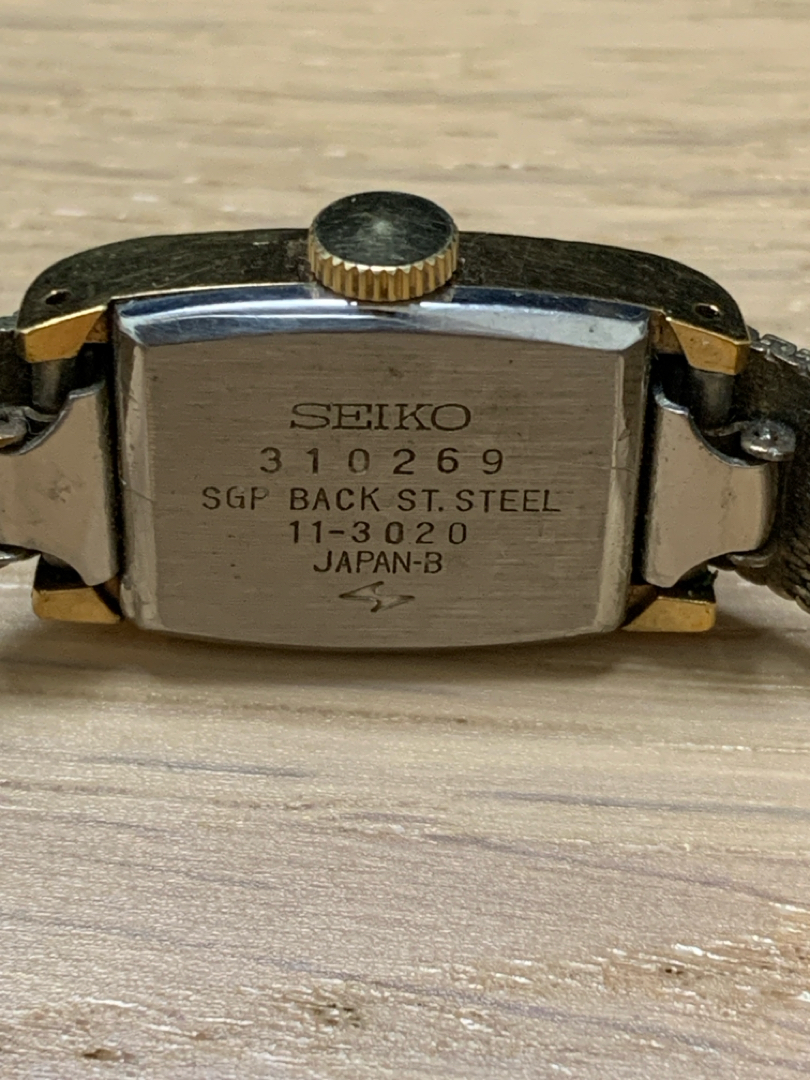 SEIKO
310269
SGP BACK ST. STEEL
11-3020
JAPAN-B